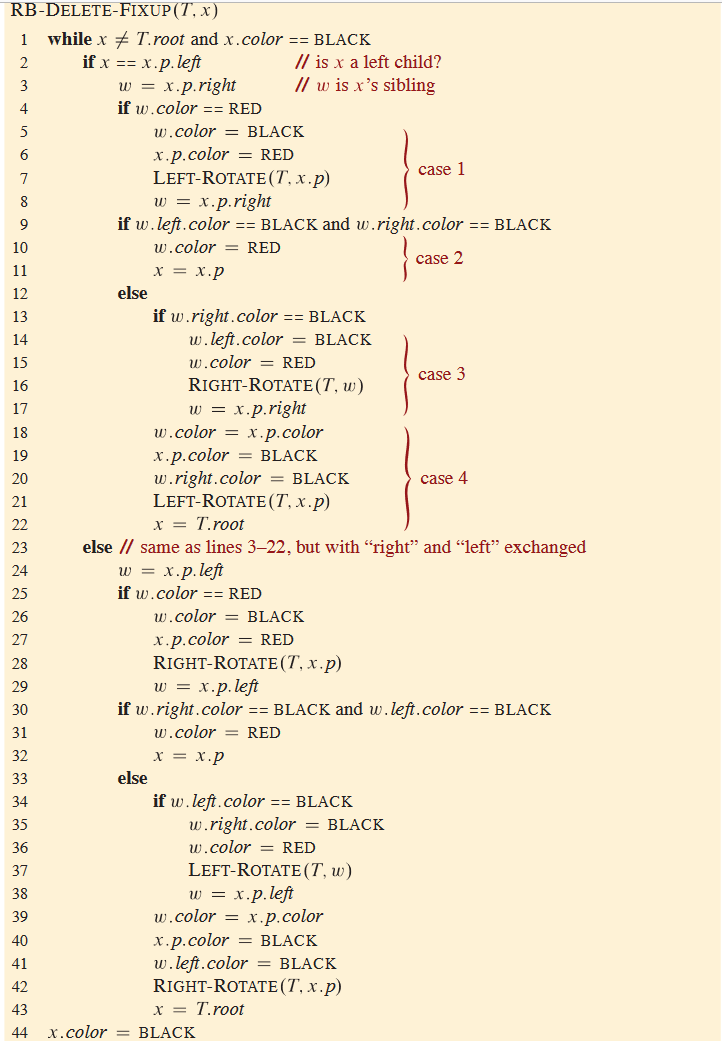 RB-DELETE-FIXUP(T, x)
1 while x ≠ T.root and x.color == BLACK
2 if x == x.p.left // is x a left child?
3 w = x.p.right // w is x's sibling
4 if w.color == RED
5 w.color = BLACK
6 x.p.color = RED
7 LEFT-ROTATE(T, x.p) case 1
8 w = x.p.right
9 if w.left.color == BLACK and w.right.color == BLACK
10 w.color = RED case 2
11 x = x.p
12 else
13 if w.right.color == BLACK
14 w.left.color = BLACK
15 w.color = RED
16 RIGHT-ROTATE(T, w) case 3
17 w = x.p.right
18 w.color = x.p.color
19 x.p.color = BLACK
20 w.right.color = BLACK case 4
21 LEFT-ROTATE(T, x.p)
22 x = T.root
23 else // same as lines 3–22, but with “right” and “left” exchanged
24 w = x.p.left
25 if w.color == RED
26 w.color = BLACK
27 x.p.color = RED
28 RIGHT-ROTATE(T, x.p)
29 w = x.p.left
30 if w.right.color == BLACK and w.left.color == BLACK
31 w.color = RED
32 x = x.p
33 else
34 if w.left.color == BLACK
35 w.right.color = BLACK
36 w.color = RED
37 LEFT-ROTATE(T, w)
38 w = x.p.left
39 w.color = x.p.color
40 x.p.color = BLACK
41 w.left.color = BLACK
42 RIGHT-ROTATE(T, x.p)
43 x = T.root
44 x.color = BLACK